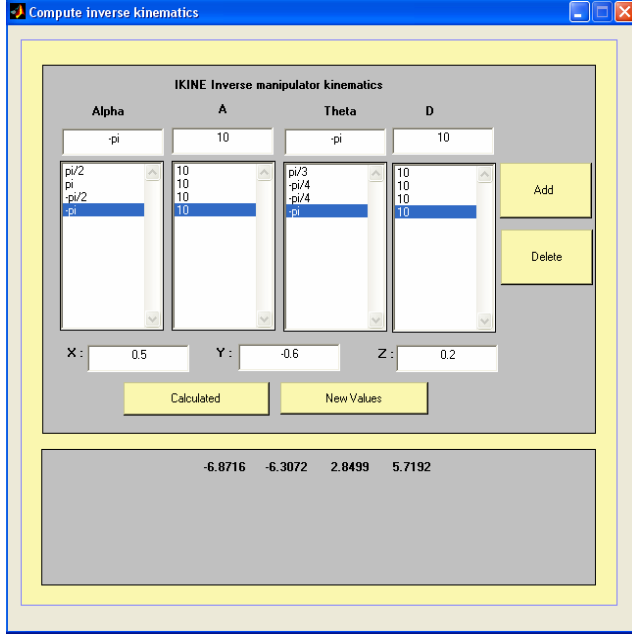 Compute inverse kinematics
IKINE Inverse manipulator kinematics
Alpha A Theta D
-pi 10 -pi 10
pi/2 10 pi/3 10
pi 10 -pi/4 10
-pi/2 10 -pi/4 10
-pi 10 -pi 10
Add
Delete
X : 0.5 Y : -0.6 Z : 0.2
Calculated New Values
-6.8716 -6.3072 2.8499 5.7192